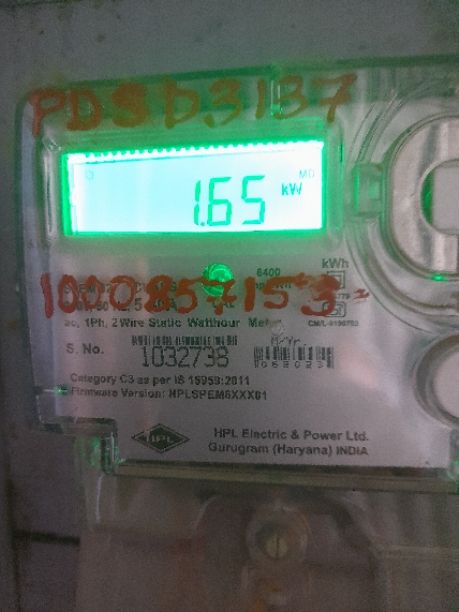 PDSD3137
MD
1.65 kW
kWh
6400
1000857153
ac, 1Ph, 2 Wire Static Watthour Meter
S. No.
1032738
Category C3 as per IS 15959:2011
Firmware Version: HPLSPEM6XXX01
HPL
HPL Electric & Power Ltd.
Gurugram (Haryana) INDIA